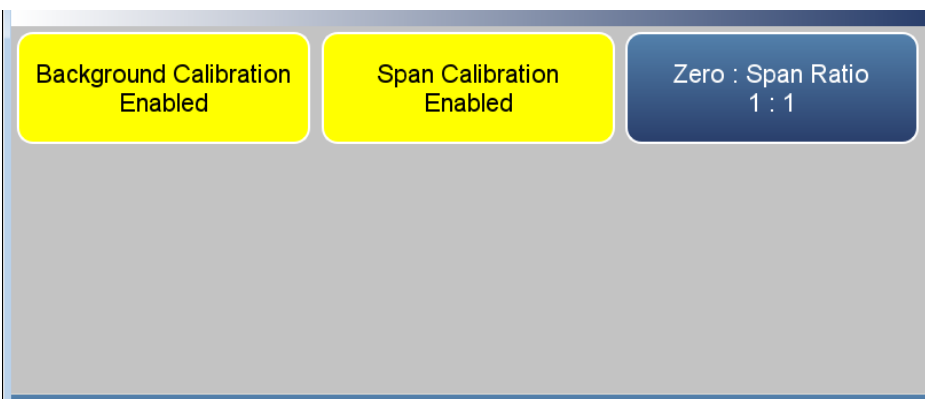 Background Calibration
Enabled
Span Calibration
Enabled
Zero : Span Ratio
1 : 1